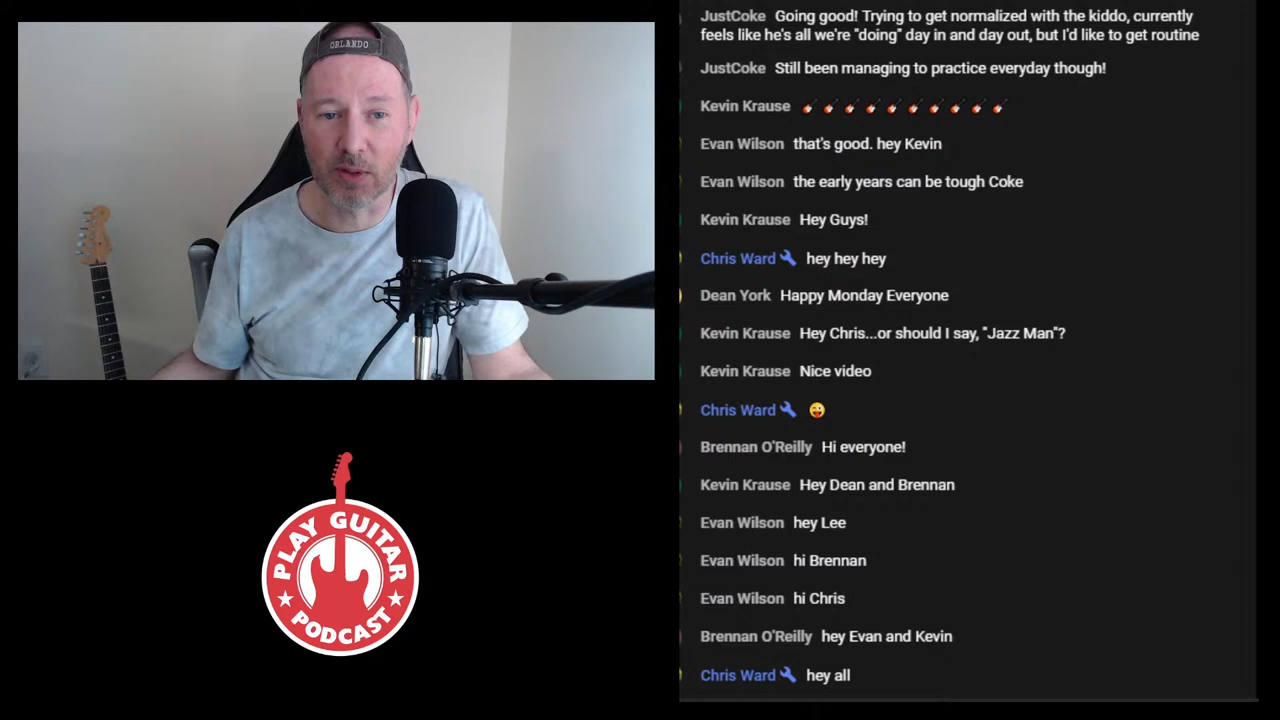 ORLANDO
PLAY GUITAR
PODCAST
JustCoke Going good! Trying to get normalized with the kiddo, currently
feels like he's all we're "doing" day in and day out, but I'd like to get routine
JustCoke Still been managing to practice everyday though!
Kevin Krause 🎸🎸🎸🎸🎸🎸🎸🎸🎸🎸
Evan Wilson that's good. hey Kevin
Evan Wilson the early years can be tough Coke
Kevin Krause Hey Guys!
Chris Ward hey hey hey
Dean York Happy Monday Everyone
Kevin Krause Hey Chris...or should I say, "Jazz Man"?
Kevin Krause Nice video
Chris Ward 😜
Brennan O'Reilly Hi everyone!
Kevin Krause Hey Dean and Brennan
Evan Wilson hey Lee
Evan Wilson hi Brennan
Evan Wilson hi Chris
Brennan O'Reilly hey Evan and Kevin
Chris Ward hey all